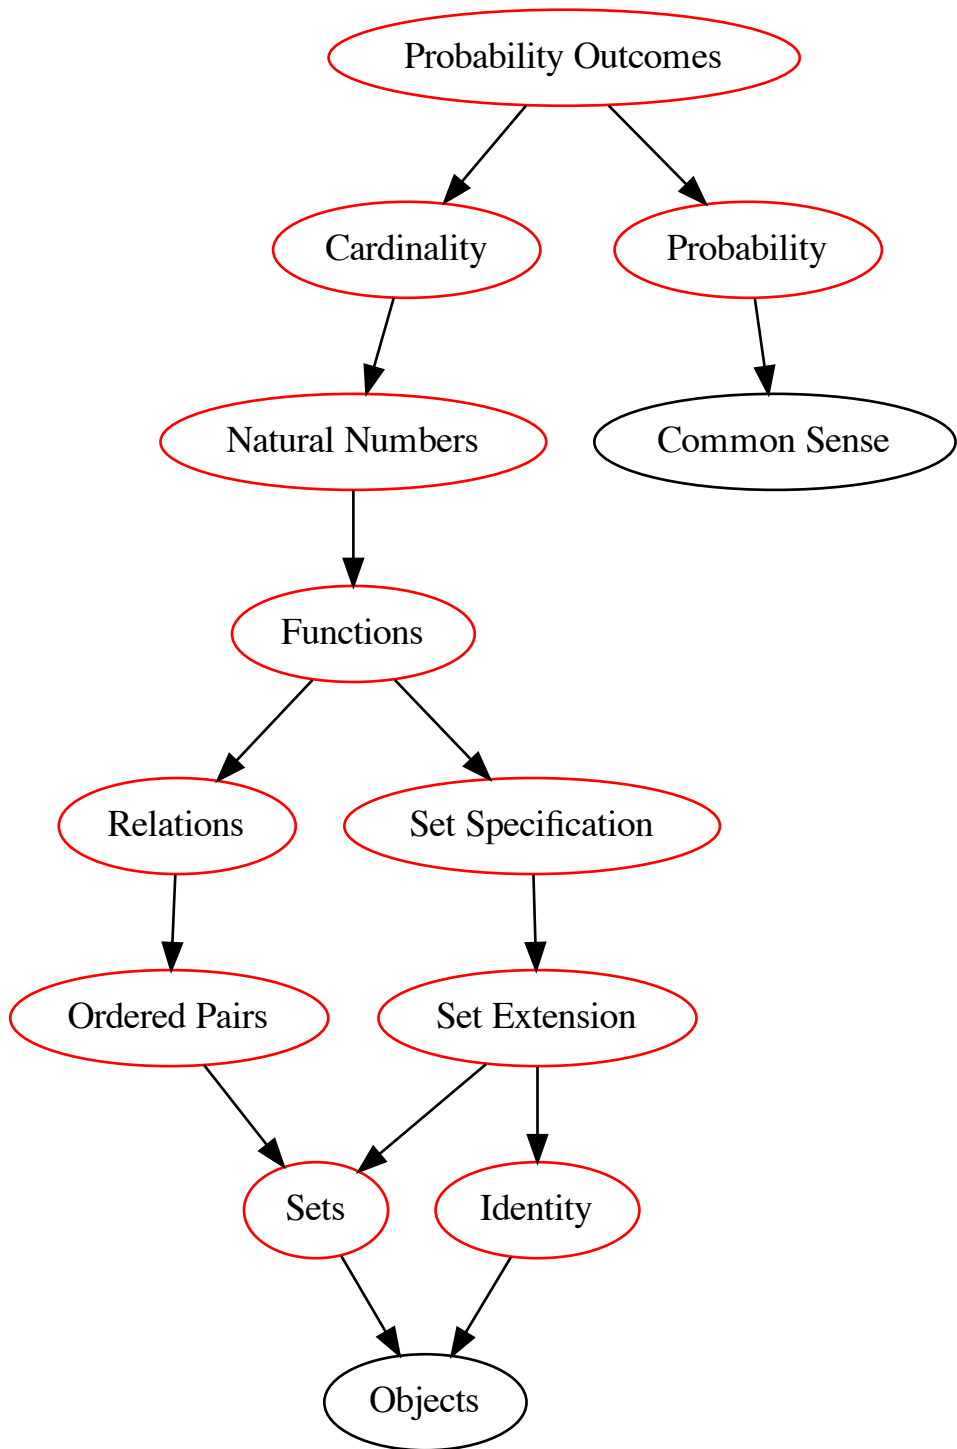 Probability Outcomes
Cardinality
Probability
Natural Numbers
Common Sense
Functions
Relations
Set Specification
Ordered Pairs
Set Extension
Sets
Identity
Objects